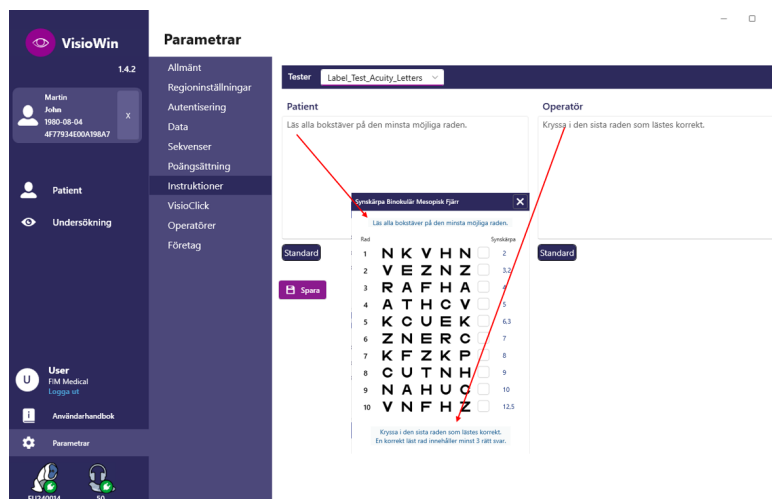 VisioWin
1.4.2
Martin
John
1980-08-04
4F77934E00A198A7
X
Patient
Undersökning
U
User
FIM Medical
Logga ut
Användarhandbok
Parametrar
EU240014
50
Parametrar
Allmänt
Regioninställningar
Autentisering
Data
Sekvenser
Poängsättning
Instruktioner
VisioClick
Operatörer
Företag
Tester Label_Test_Acuity_Letters
Patient
Läs alla bokstäver på den minsta möjliga raden.
Standard
Spara
Operatör
Kryssa i den sista raden som lästes korrekt.
Standard
Synskärpa Binokulär Mesopisk Fjärr
Läs alla bokstäver på den minsta möjliga raden.
Rad Synskärpa
1 N K V H N 2
2 V E Z N Z 3,2
3 R A F H A 4
4 A T H C V 5
5 K C U E K 6,3
6 Z N E R C 7
7 K F Z K P 8
8 C U T N H 9
9 N A H U C 10
10 V N F H Z 12,5
Kryssa i den sista raden som lästes korrekt.
En korrekt läst rad innehåller minst 3 rätt svar.